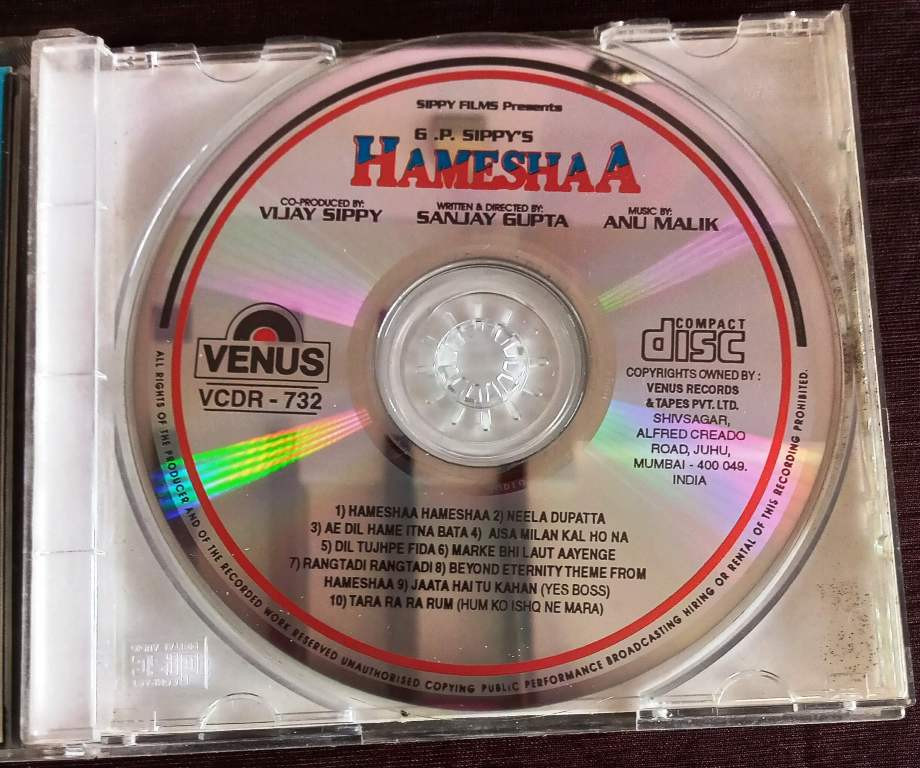 SIPPY FILMS Presents
G .P. SIPPY'S
HAMESHAA
CO-PRODUCED BY:
VIJAY SIPPY
WRITTEN & DIRECTED BY:
SANJAY GUPTA
MUSIC BY:
ANU MALIK
VENUS
VCDR - 732
COMPACT
disc
COPYRIGHTS OWNED BY :
VENUS RECORDS
& TAPES PVT. LTD.
SHIVSAGAR,
ALFRED CREADO
ROAD, JUHU,
MUMBAI - 400 049.
INDIA
1) HAMESHAA HAMESHAA 2) NEELA DUPATTA
3) AE DIL HAME ITNA BATA 4) AISA MILAN KAL HO NA
5) DIL TUJHPE FIDA 6) MARKE BHI LAUT AAYENGE
7) RANGTADI RANGTADI 8) BEYOND ETERNITY THEME FROM
HAMESHAA 9) JAATA HAI TU KAHAN (YES BOSS)
10) TARA RA RA RUM (HUM KO ISHQ NE MARA)
ALL RIGHTS OF THE PRODUCER AND OF THE RECORDED WORK RESERVED UNAUTHORISED COPYING PUBLIC PERFORMANCE BROADCASTING HIRING OR RENTAL OF THIS RECORDING PROHIBITED.